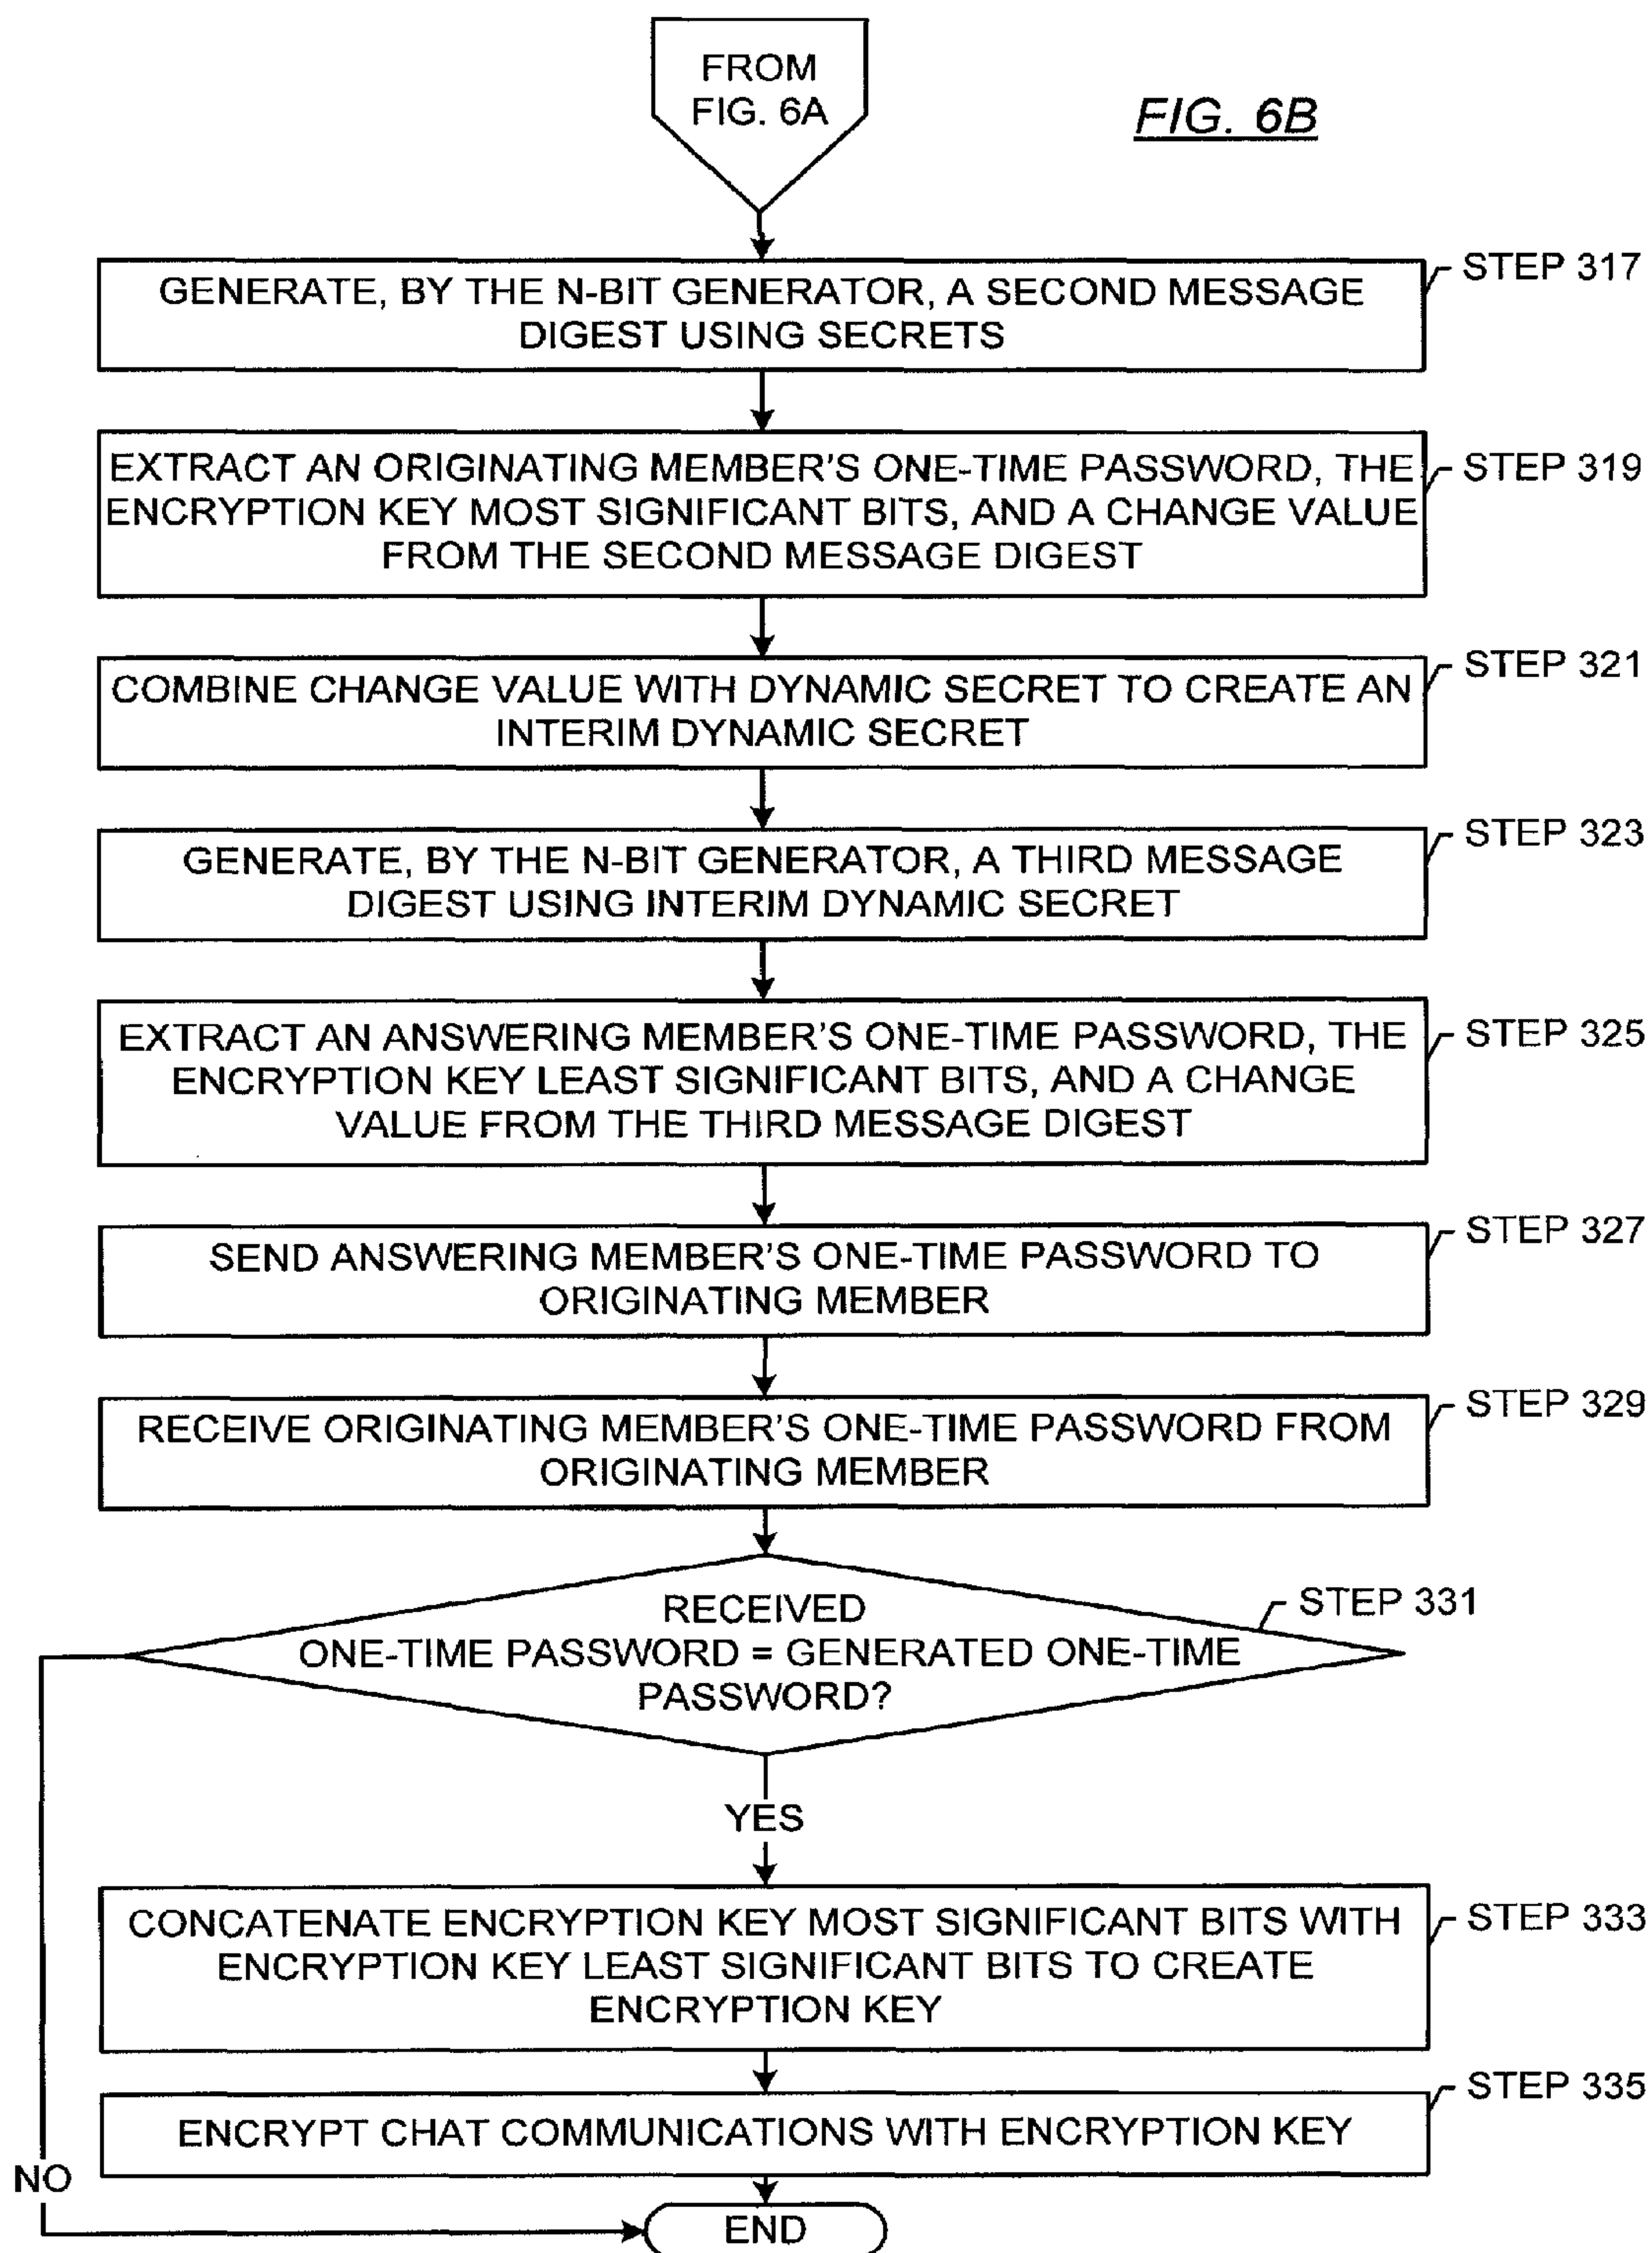 FROM
FIG. 6A
FIG. 6B
GENERATE, BY THE N-BIT GENERATOR, A SECOND MESSAGE
DIGEST USING SECRETS
STEP 317
EXTRACT AN ORIGINATING MEMBER'S ONE-TIME PASSWORD, THE
ENCRYPTION KEY MOST SIGNIFICANT BITS, AND A CHANGE VALUE
FROM THE SECOND MESSAGE DIGEST
STEP 319
COMBINE CHANGE VALUE WITH DYNAMIC SECRET TO CREATE AN
INTERIM DYNAMIC SECRET
STEP 321
GENERATE, BY THE N-BIT GENERATOR, A THIRD MESSAGE
DIGEST USING INTERIM DYNAMIC SECRET
STEP 323
EXTRACT AN ANSWERING MEMBER'S ONE-TIME PASSWORD, THE
ENCRYPTION KEY LEAST SIGNIFICANT BITS, AND A CHANGE
VALUE FROM THE THIRD MESSAGE DIGEST
STEP 325
SEND ANSWERING MEMBER'S ONE-TIME PASSWORD TO
ORIGINATING MEMBER
STEP 327
RECEIVE ORIGINATING MEMBER'S ONE-TIME PASSWORD FROM
ORIGINATING MEMBER
STEP 329
RECEIVED
ONE-TIME PASSWORD = GENERATED ONE-TIME
PASSWORD?
STEP 331
YES
CONCATENATE ENCRYPTION KEY MOST SIGNIFICANT BITS WITH
ENCRYPTION KEY LEAST SIGNIFICANT BITS TO CREATE
ENCRYPTION KEY
STEP 333
ENCRYPT CHAT COMMUNICATIONS WITH ENCRYPTION KEY
STEP 335
NO
END